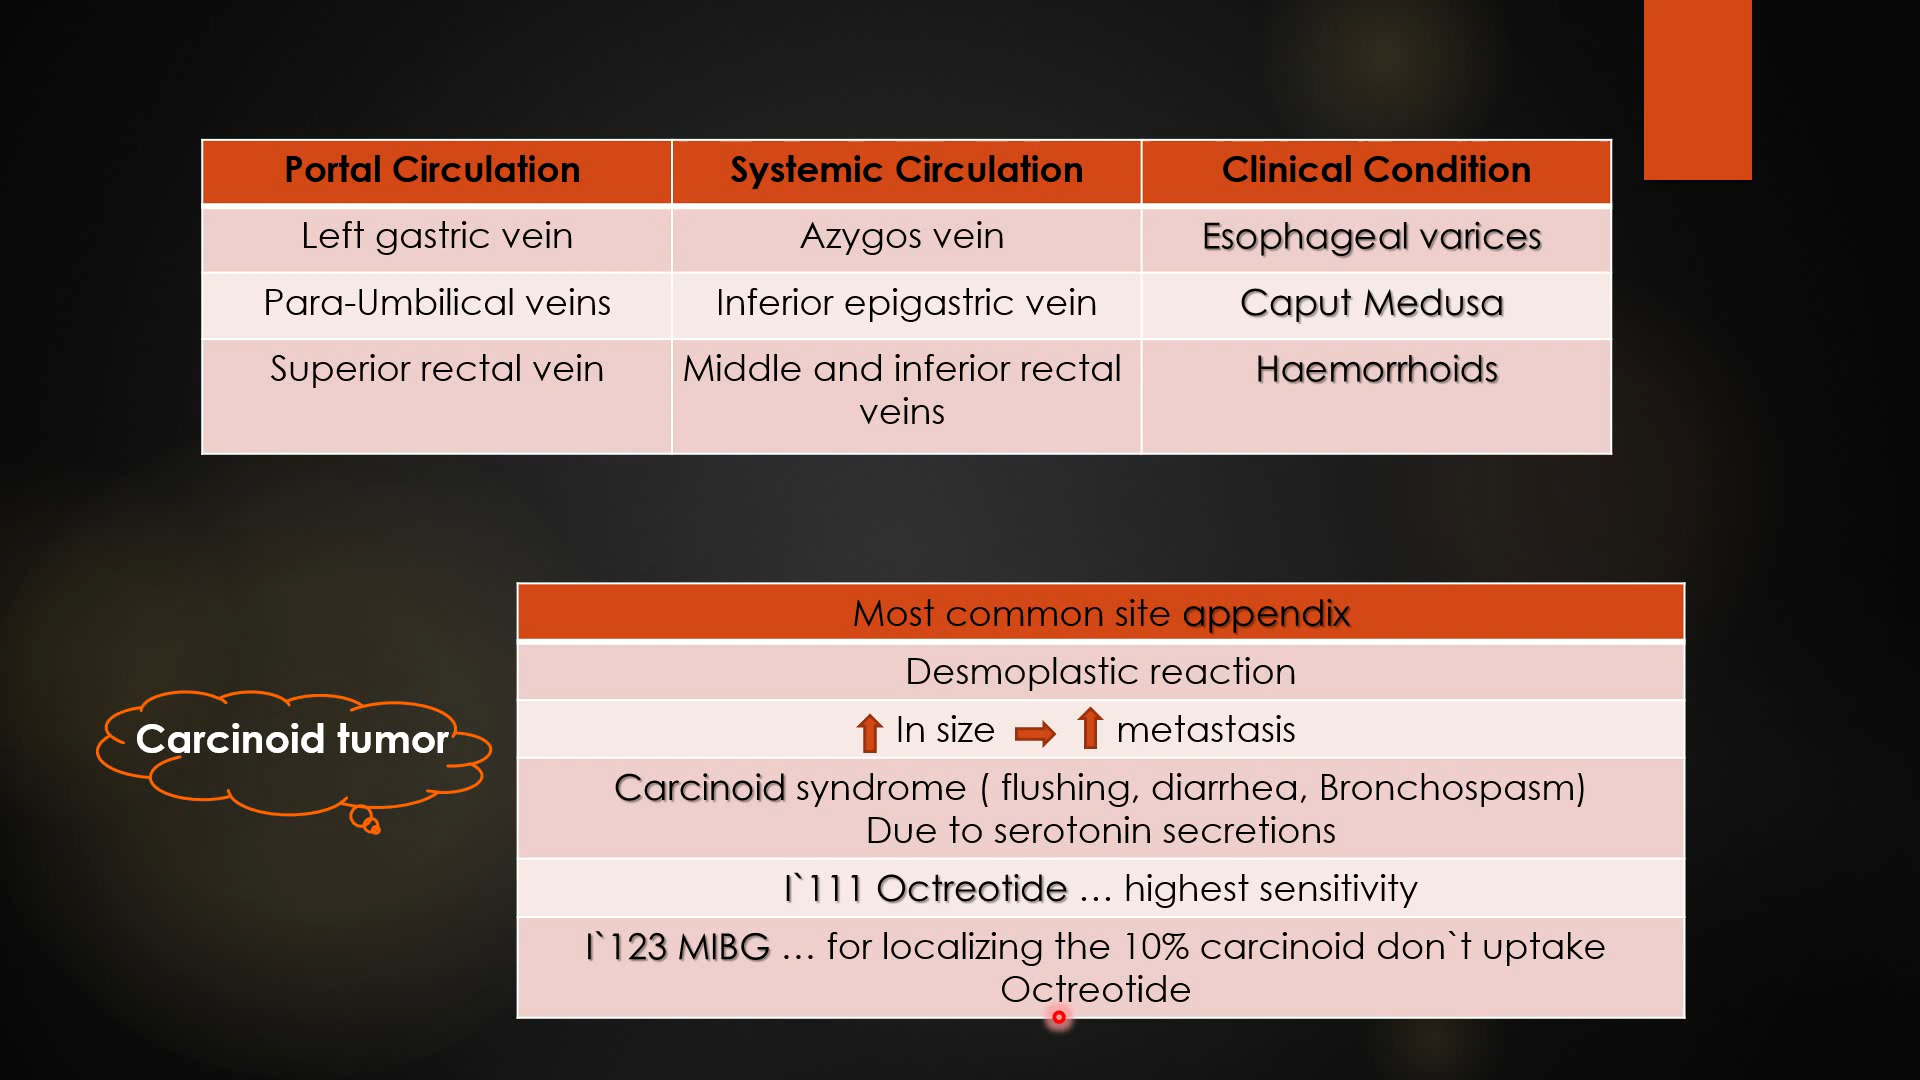 Portal Circulation Systemic Circulation Clinical Condition
Left gastric vein Azygos vein Esophageal varices
Para-Umbilical veins Inferior epigastric vein Caput Medusa
Superior rectal vein Middle and inferior rectal Haemorrhoids
veins
Most common site appendix
Desmoplastic reaction
In size metastasis
Carcinoid tumor
Carcinoid syndrome ( flushing, diarrhea, Bronchospasm)
Due to serotonin secretions
I`111 Octreotide … highest sensitivity
I`123 MIBG … for localizing the 10% carcinoid don`t uptake
Octreotide